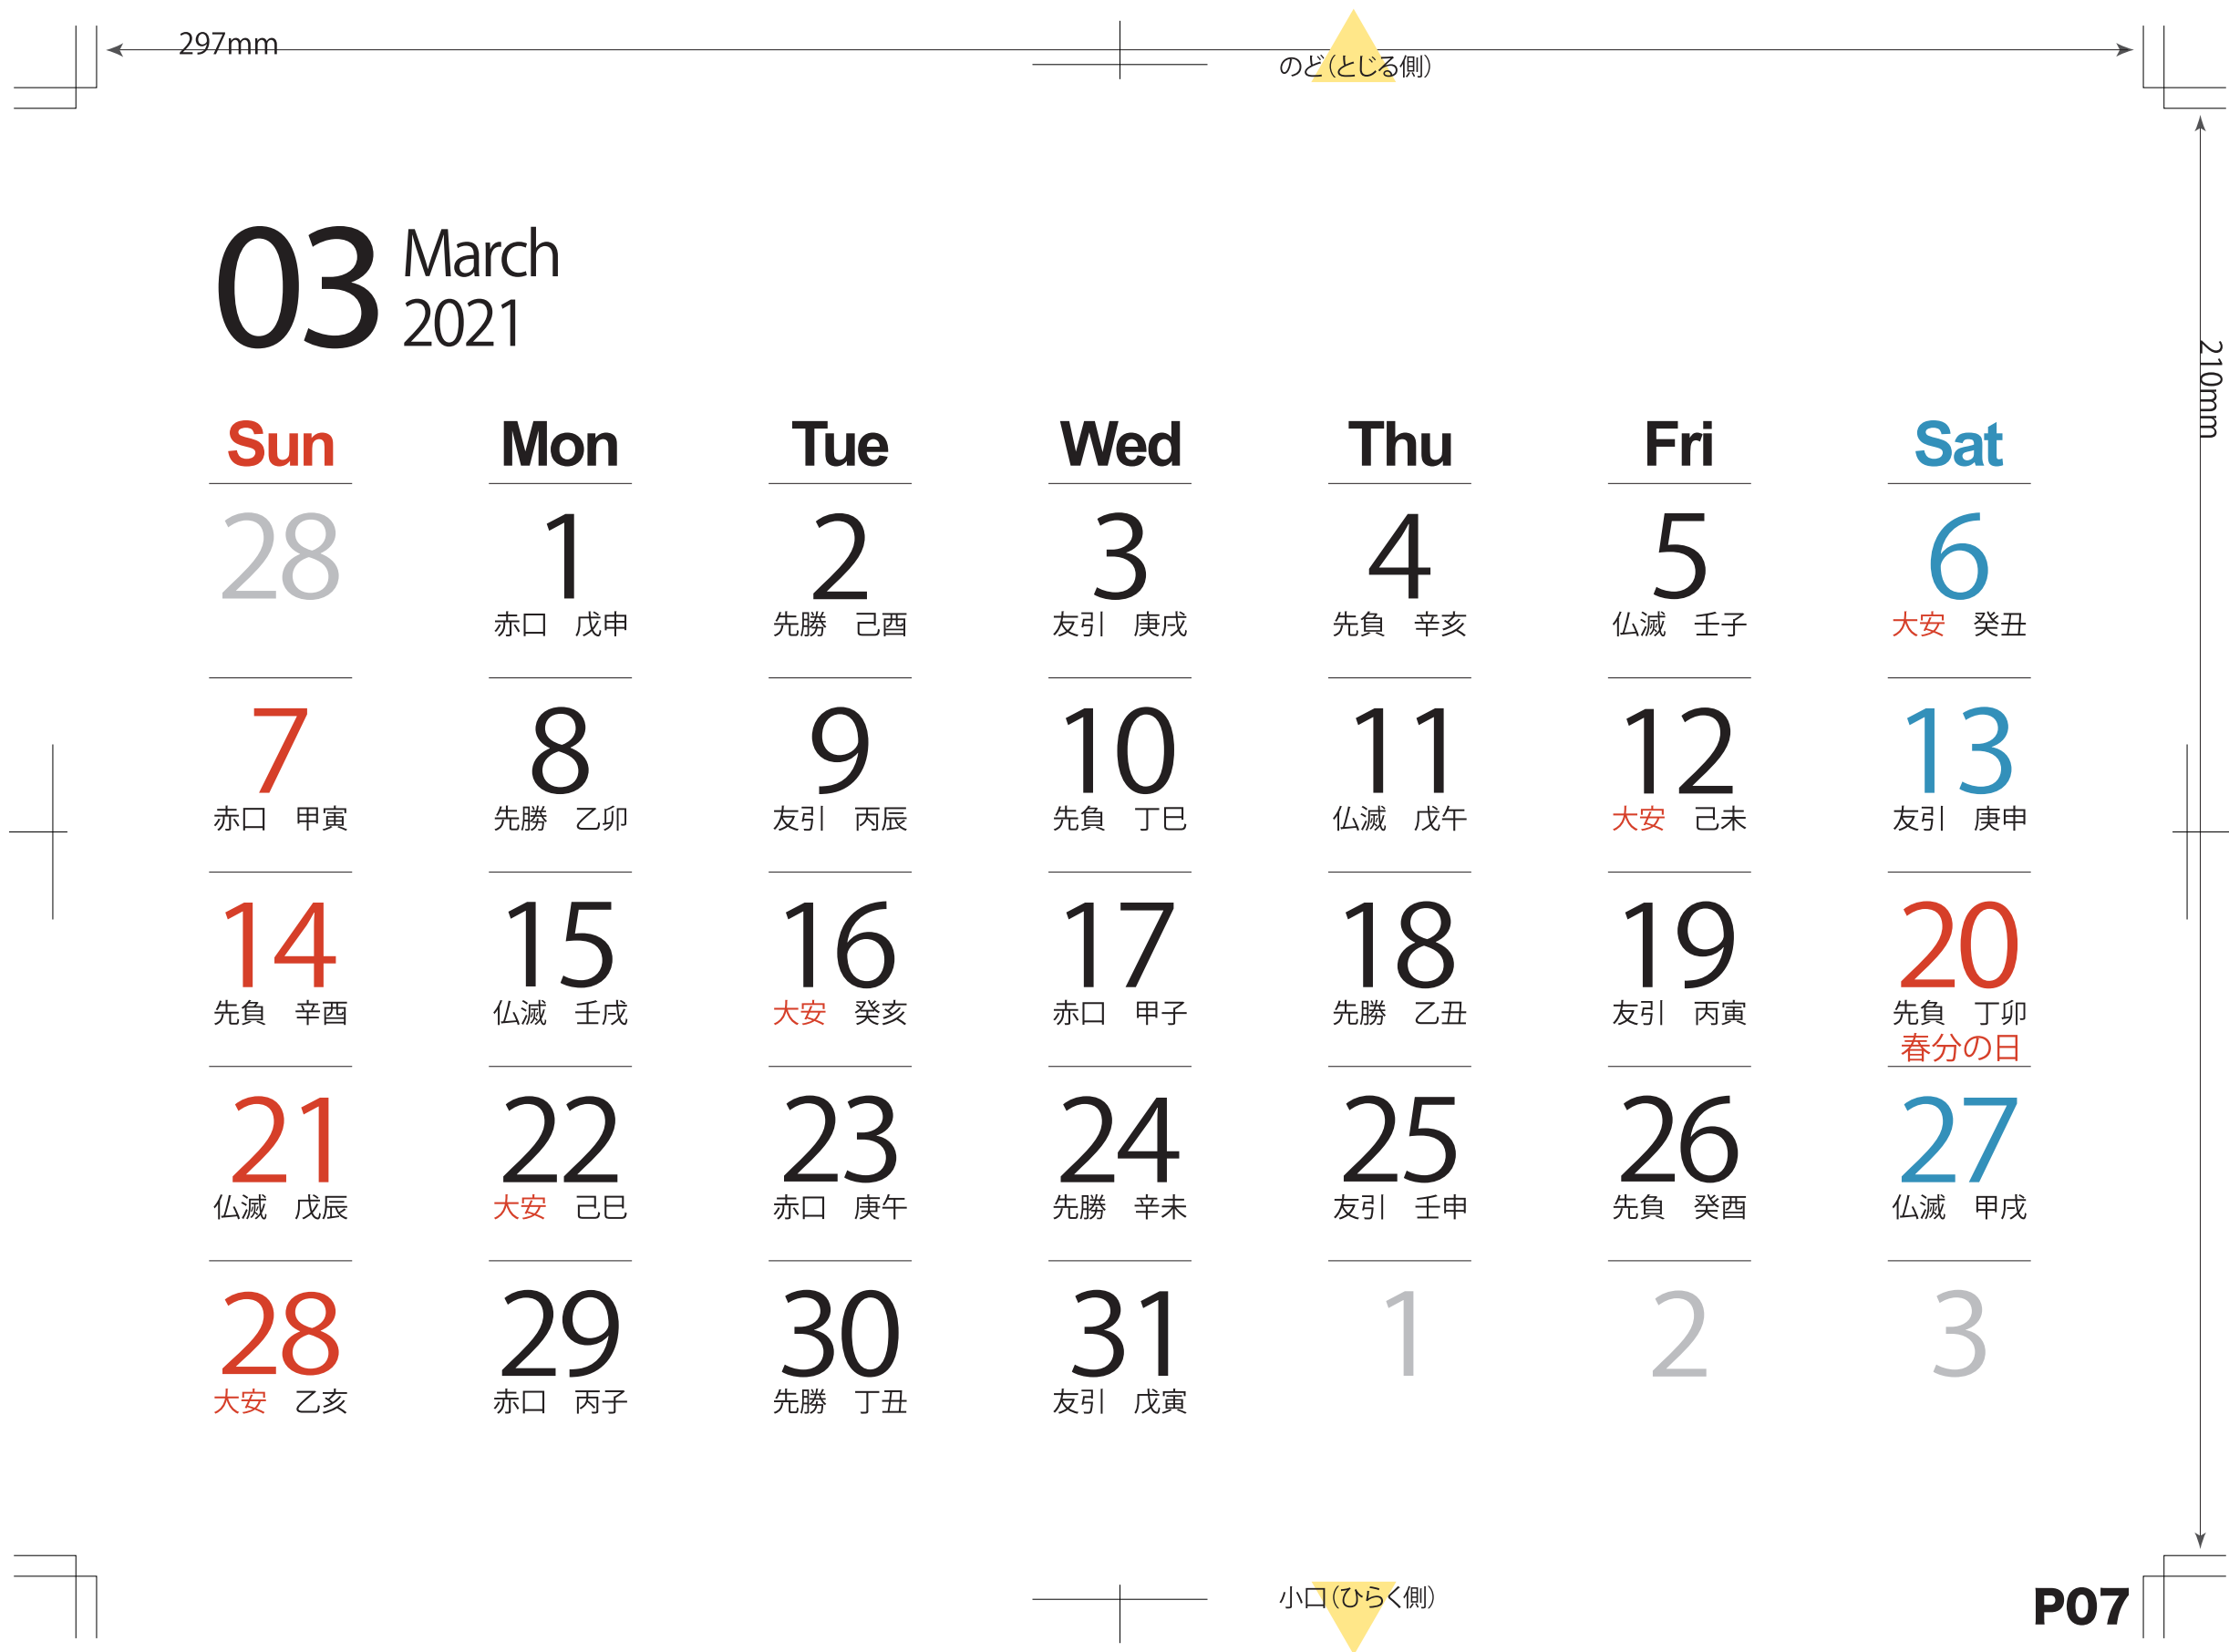 297mm
のど（とじる側）
03
March
2021
210mm
Sun Mon Tue Wed Thu Fri Sat
28 1 2 3 4 5 6
赤口 戊申 先勝 己酉 友引 庚戌 先負 辛亥 仏滅 壬子 大安 癸丑
7 8 9 10 11 12 13
赤口 甲寅 先勝 乙卯 友引 丙辰 先負 丁巳 仏滅 戊午 大安 己未 友引 庚申
14 15 16 17 18 19 20
先負 辛酉 仏滅 壬戌 大安 癸亥 赤口 甲子 先勝 乙丑 友引 丙寅 先負 丁卯
春分の日
21 22 23 24 25 26 27
仏滅 戊辰 大安 己巳 赤口 庚午 先勝 辛未 友引 壬申 先負 癸酉 仏滅 甲戌
28 29 30 31 1 2 3
大安 乙亥 赤口 丙子 先勝 丁丑 友引 戊寅
小口（ひらく側）
P07